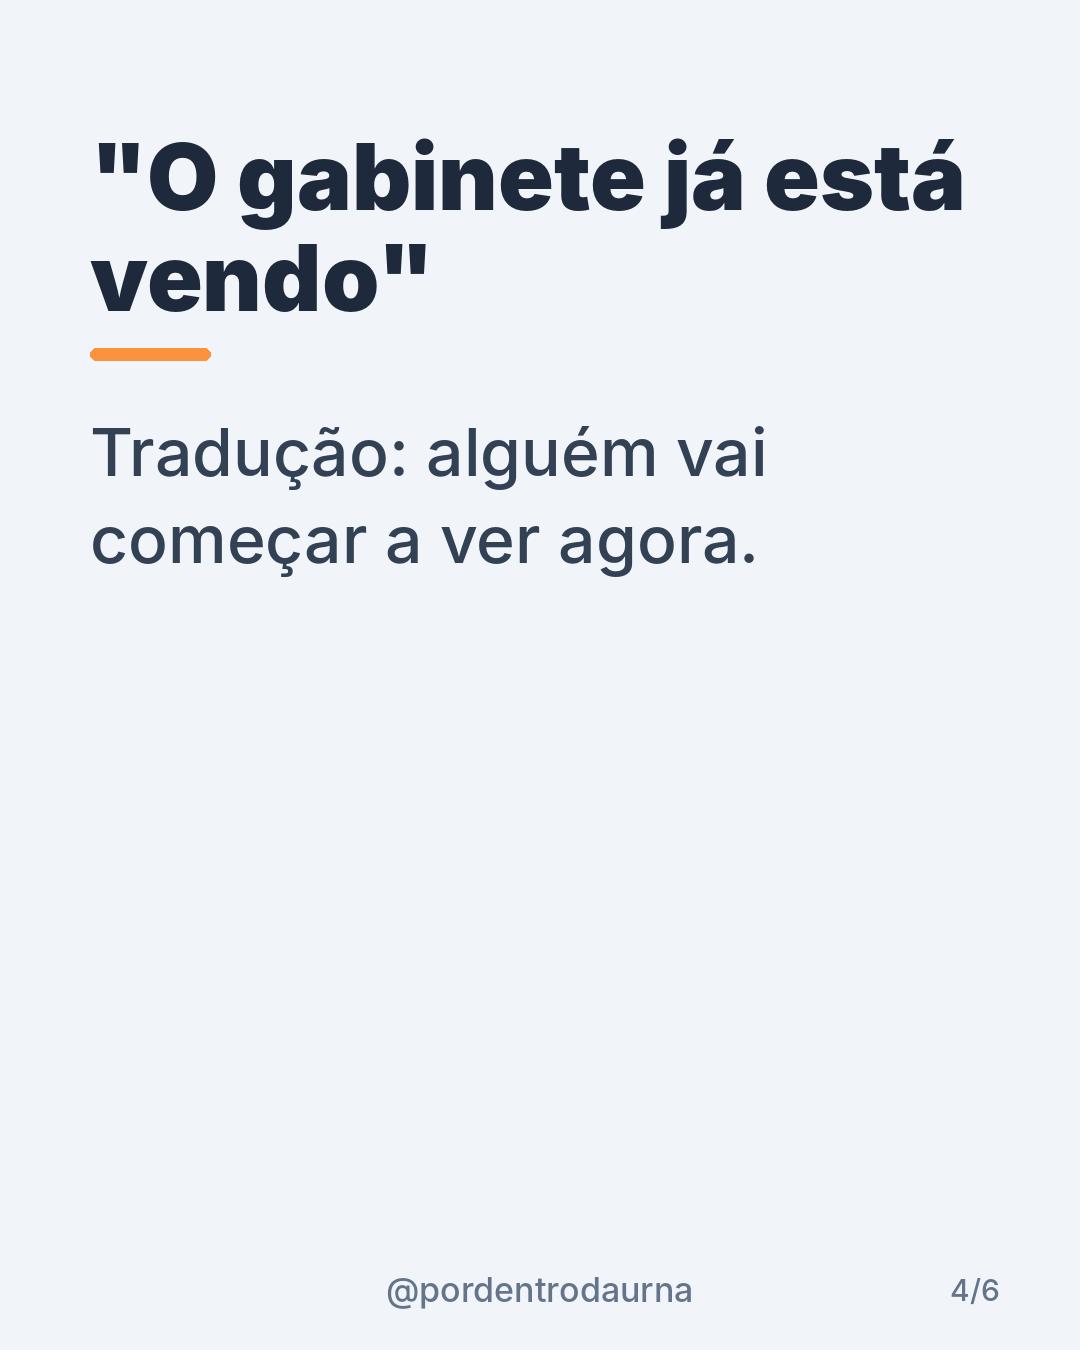 "O gabinete já está
vendo"
Tradução: alguém vai
começar a ver agora.
@pordentrodaurna
4/6